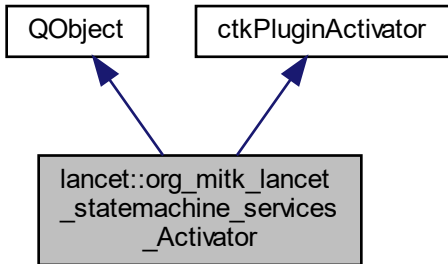 QObject
ctkPluginActivator
lancet::org_mitk_lancet
_statemachine_services
_Activator